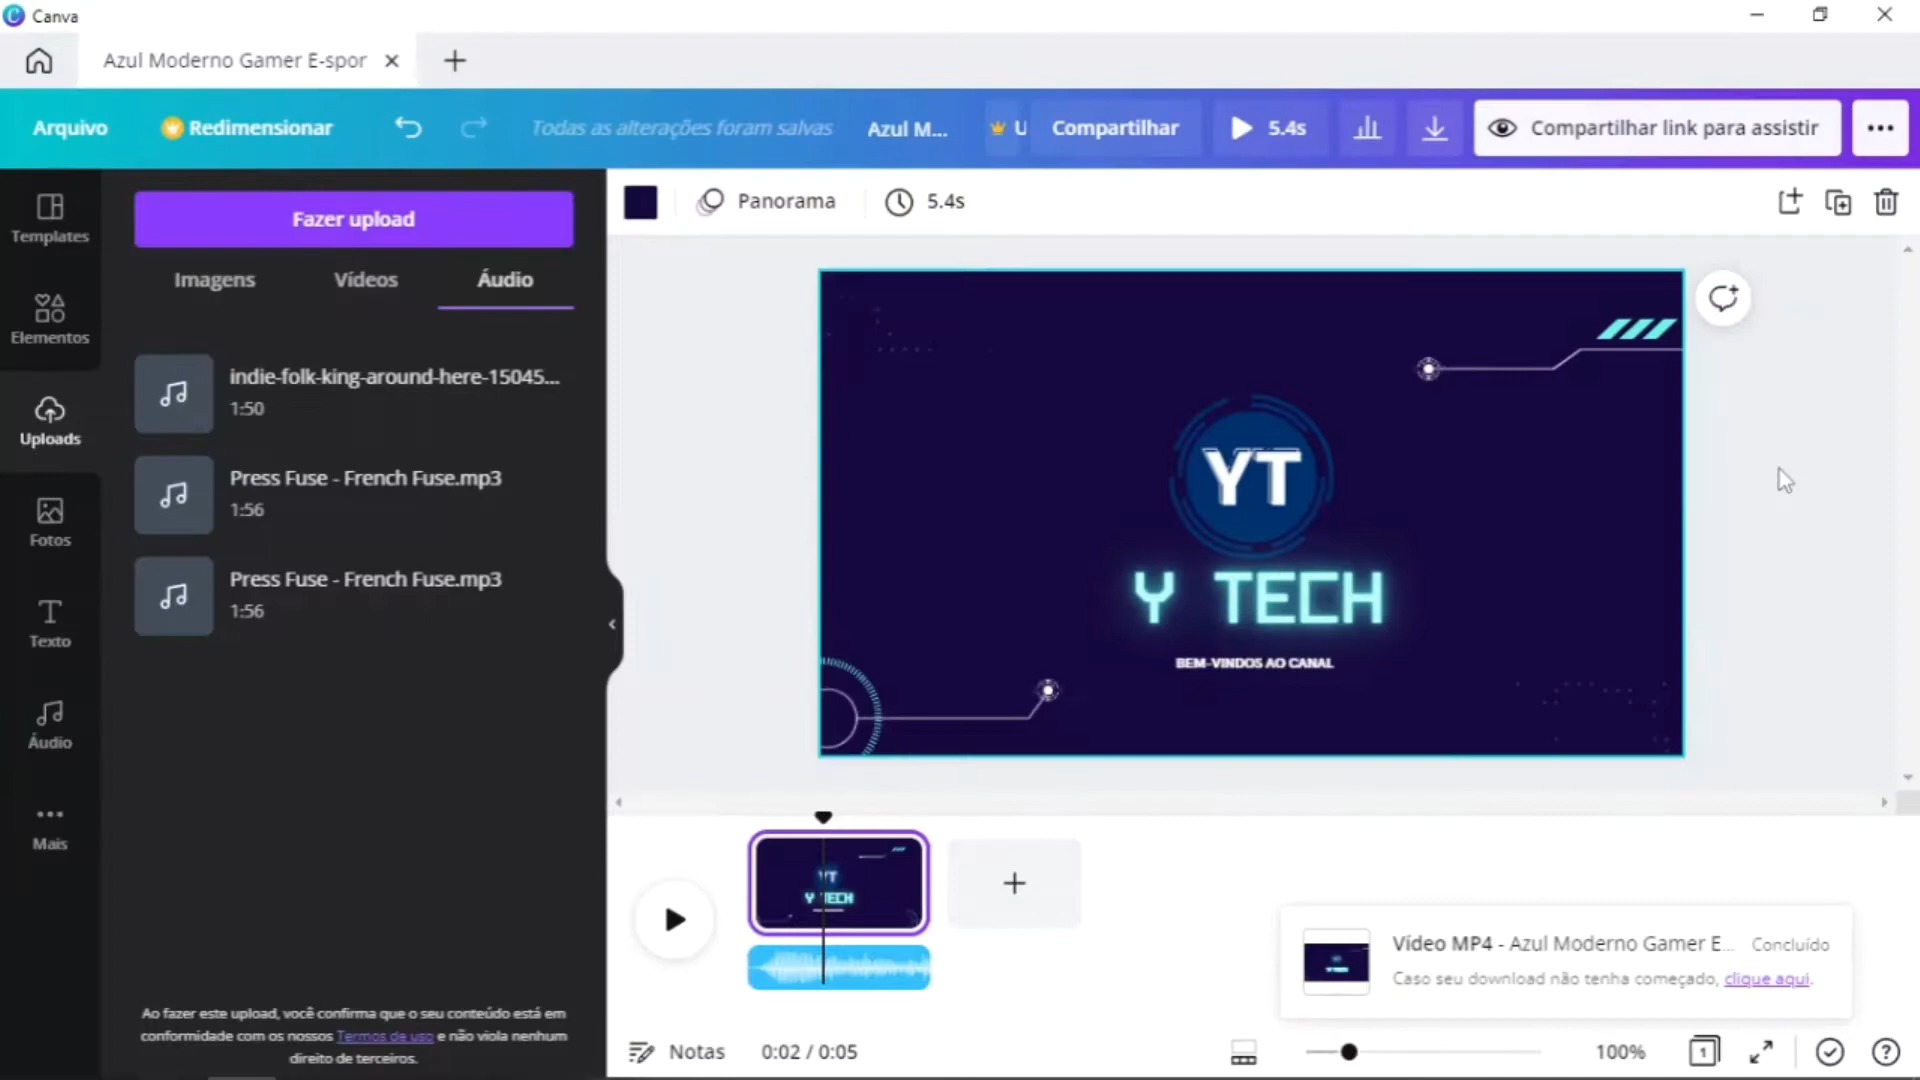 Canva
Azul Moderno Gamer E-spor
Arquivo
Redimensionar
Todas as alterações foram salvas
Azul M...
U
Compartilhar
5.4s
Compartilhar link para assistir
Templates
Elementos
Uploads
Fotos
Texto
Áudio
Mais
Fazer upload
Imagens
Vídeos
Áudio
indie-folk-king-around-here-15045...
1:50
Press Fuse - French Fuse.mp3
1:56
Press Fuse - French Fuse.mp3
1:56
Ao fazer este upload, você confirma que o seu conteúdo está em
conformidade com os nossos Termos de uso e não viola nenhum
direito de terceiros.
Panorama
5.4s
YT
Y TECH
BEM-VINDOS AO CANAL
YT
Y TECH
Vídeo MP4 - Azul Moderno Gamer E...
Concluído
Caso seu download não tenha começado, clique aqui.
Notas
0:02 / 0:05
100%
1